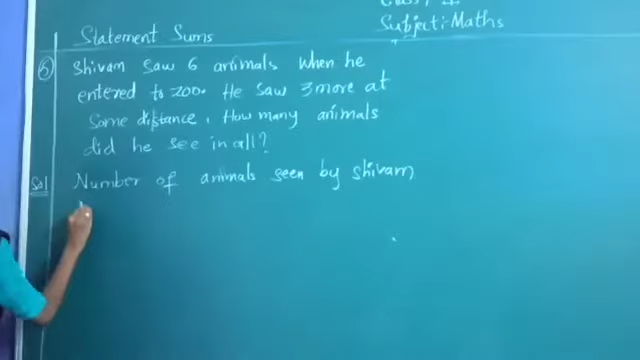 Subject:- Maths
Statement Sums
5 Shivam saw 6 animals when he
entered to zoo. He saw 3 more at
Some distance. How many animals
did he see in all?
Sol Number of animals seen by shivam